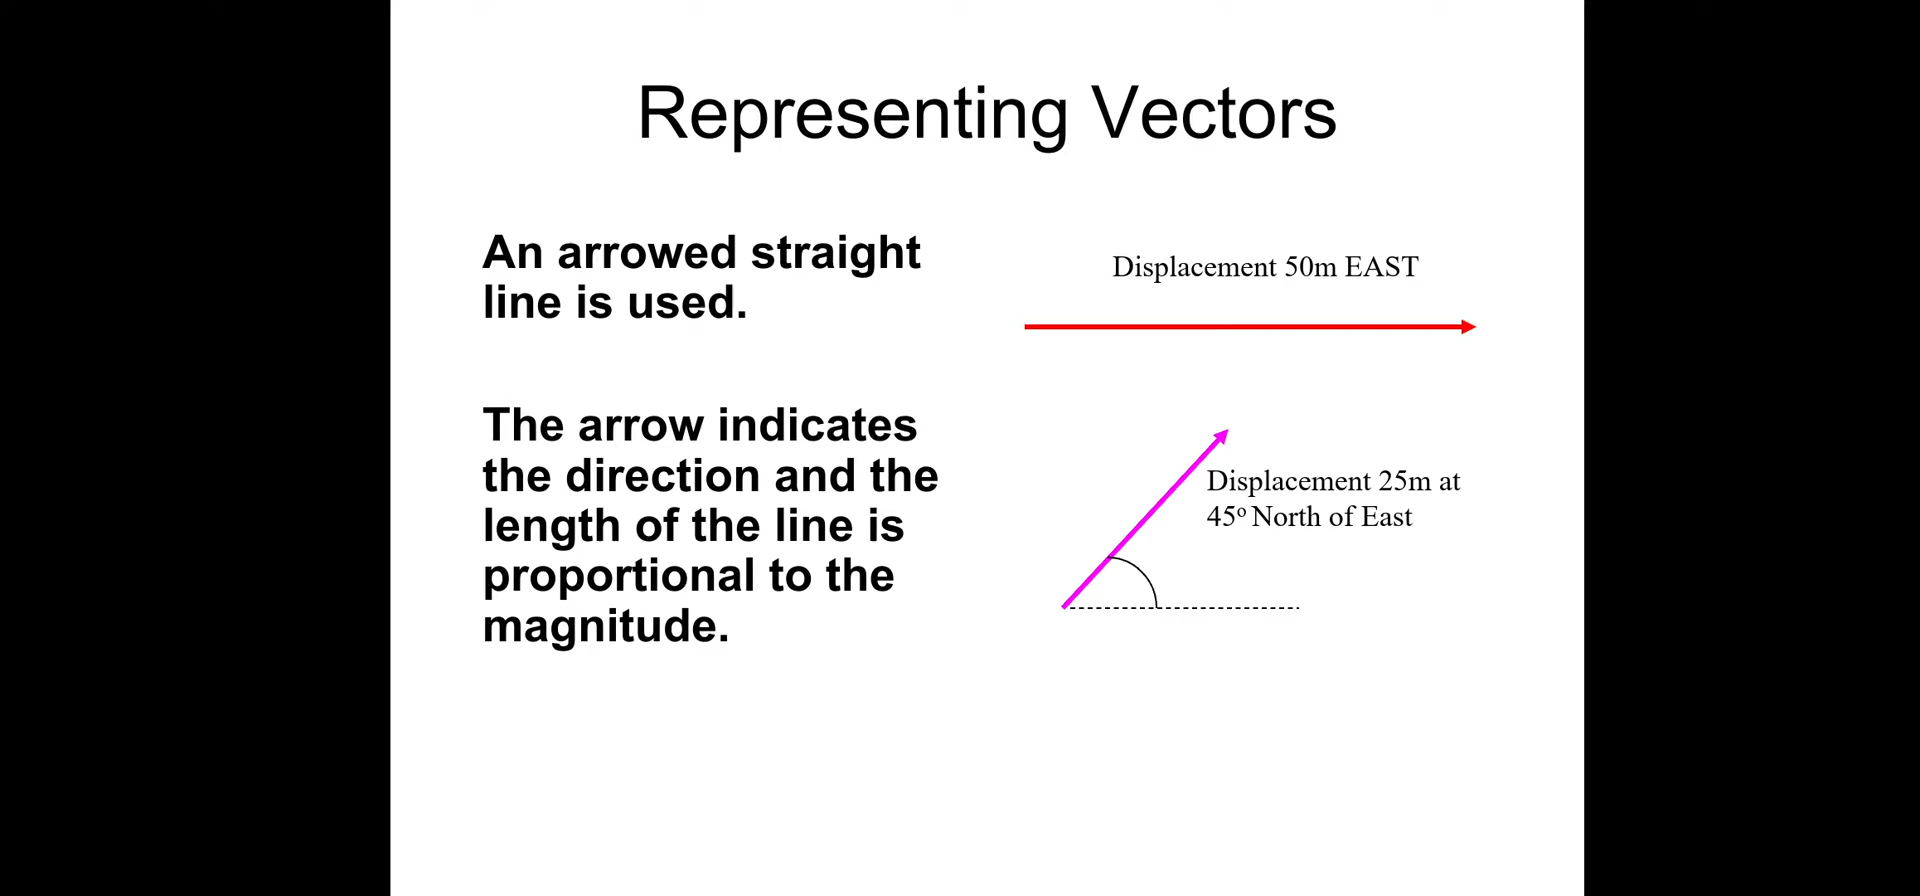 Representing Vectors
An arrowed straight
line is used.
Displacement 50m EAST
The arrow indicates
the direction and the
length of the line is
proportional to the
magnitude.
Displacement 25m at
45º North of East